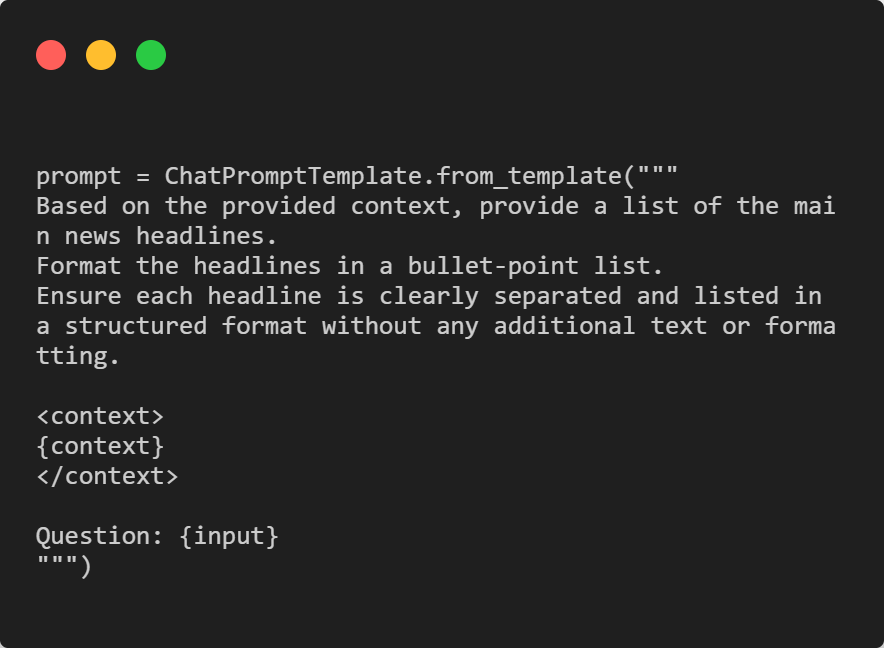 prompt = ChatPromptTemplate.from_template("""
Based on the provided context, provide a list of the mai
n news headlines.
Format the headlines in a bullet-point list.
Ensure each headline is clearly separated and listed in
a structured format without any additional text or forma
tting.

<context>
{context}
</context>

Question: {input}
""")